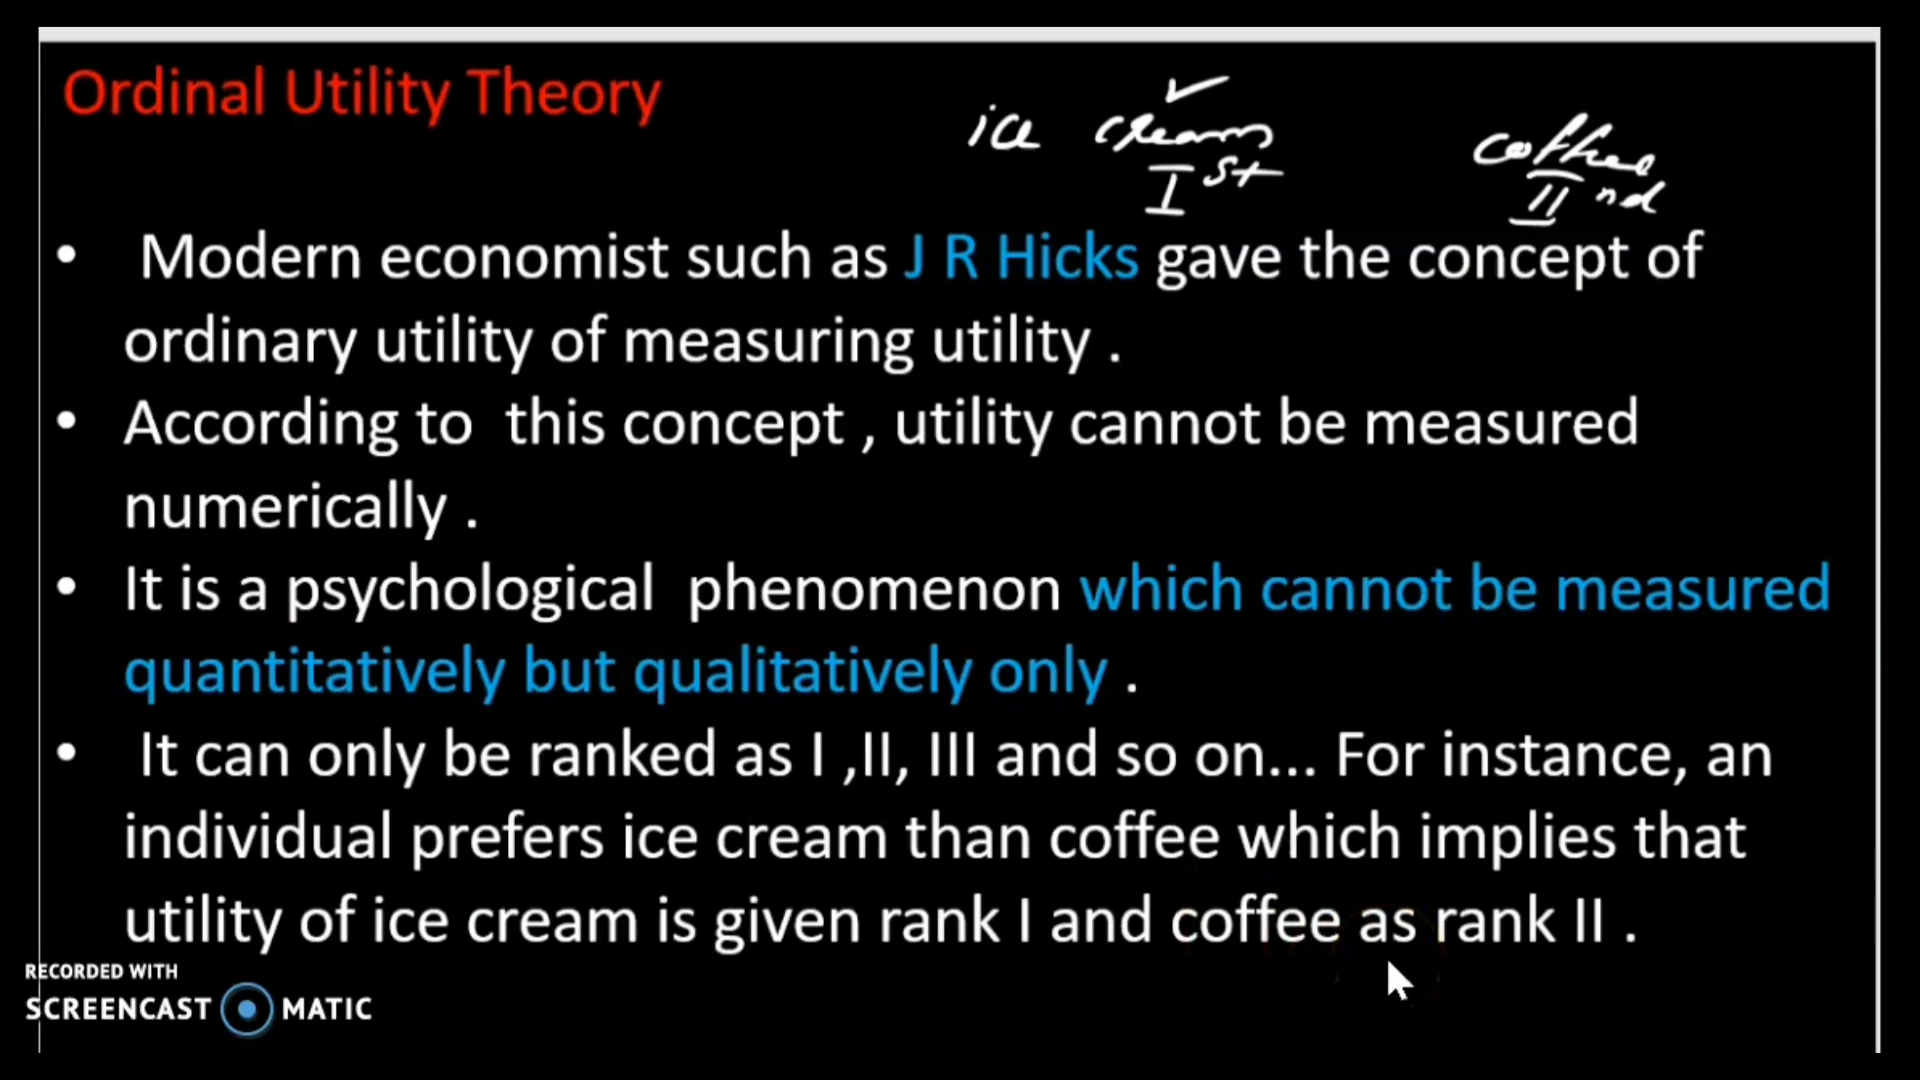 Ordinal Utility Theory
ice cream
coffee
I st
II nd
• Modern economist such as J R Hicks gave the concept of
ordinary utility of measuring utility .
• According to this concept , utility cannot be measured
numerically .
• It is a psychological phenomenon which cannot be measured
quantitatively but qualitatively only .
• It can only be ranked as I ,II, III and so on... For instance, an
individual prefers ice cream than coffee which implies that
utility of ice cream is given rank I and coffee as rank II .
RECORDED WITH
SCREENCAST MATIC